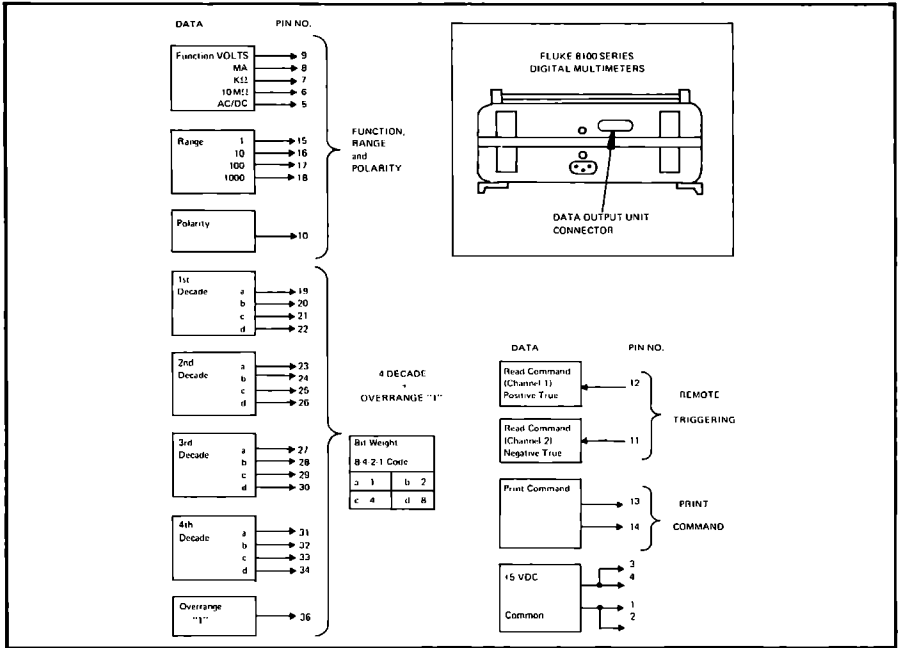 DATA PIN NO.
Function VOLTS 9
MA 8
KΩ 7
10 MΩ 6
AC/DC 5
Range 1 15
10 16
100 17
1000 18
Polarity 10
FUNCTION,
RANGE
and
POLARITY
1st
Decade a 19
b 20
c 21
d 22
2nd
Decade a 23
b 24
c 25
d 26
3rd
Decade a 27
b 28
c 29
d 30
4th
Decade a 31
b 32
c 33
d 34
Overrange
"1" 36
4 DECADE
+
OVERRANGE "1"
Bit Weight
8-4-2-1 Code
a 1 b 2
c 4 d 8
FLUKE 8100 SERIES
DIGITAL MULTIMETERS
DATA OUTPUT UNIT
CONNECTOR
DATA PIN NO.
Read Command
(Channel 1) 12
Positive True
Read Command
(Channel 2) 11
Negative True
REMOTE
TRIGGERING
Print Command
13
14
PRINT
COMMAND
+5 VDC 3
4
Common 1
2